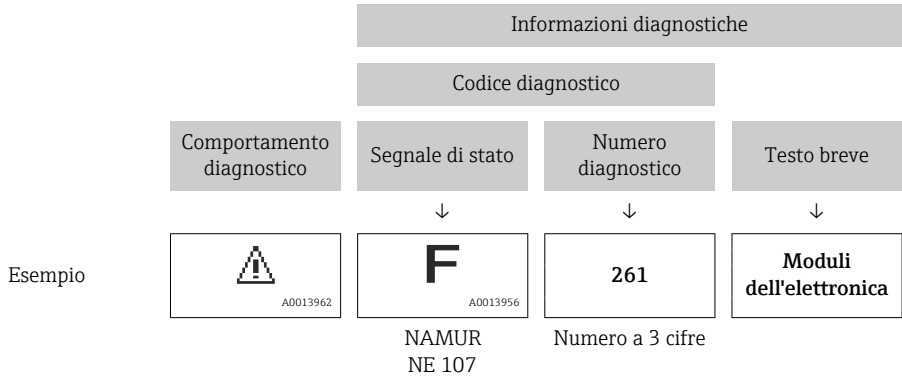 Informazioni diagnostiche
Codice diagnostico
Comportamento
diagnostico
Segnale di stato
Numero
diagnostico
Testo breve
↓
↓
↓
Esempio
A0013962
F
A0013956
261
Moduli
dell'elettronica
NAMUR
NE 107
Numero a 3 cifre